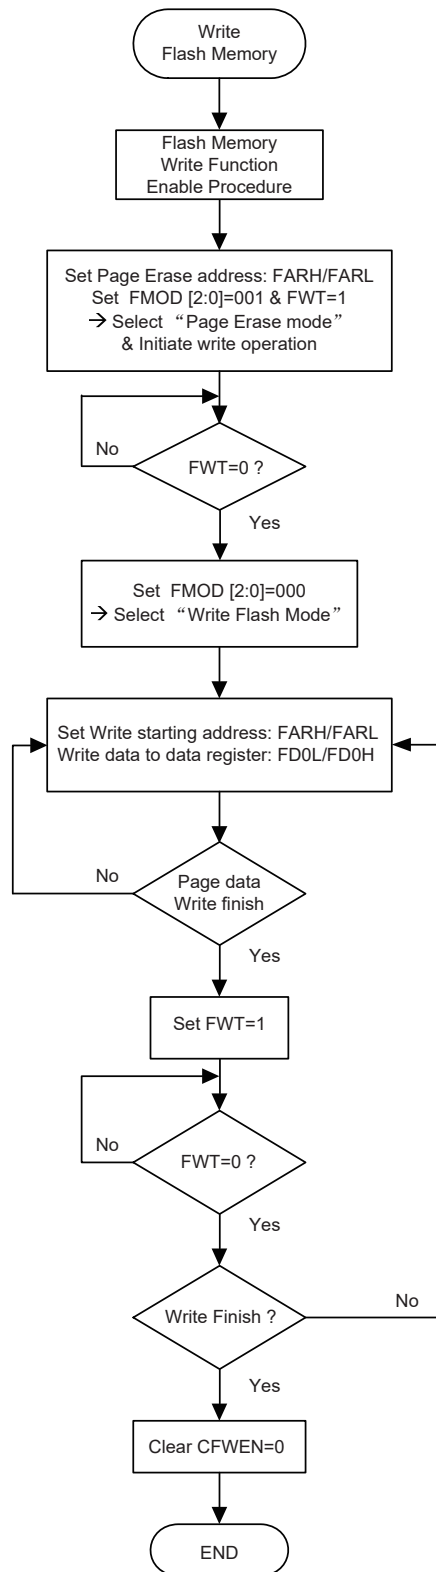 Write
Flash Memory
Flash Memory
Write Function
Enable Procedure
Set Page Erase address: FARH/FARL
Set FMOD [2:0]=001 & FWT=1
→ Select “Page Erase mode”
& Initiate write operation
No
FWT=0 ?
Yes
Set FMOD [2:0]=000
→ Select “Write Flash Mode”
Set Write starting address: FARH/FARL
Write data to data register: FD0L/FD0H
No
Page data
Write finish
Yes
Set FWT=1
No
FWT=0 ?
Yes
Write Finish ?
No
Yes
Clear CFWEN=0
END